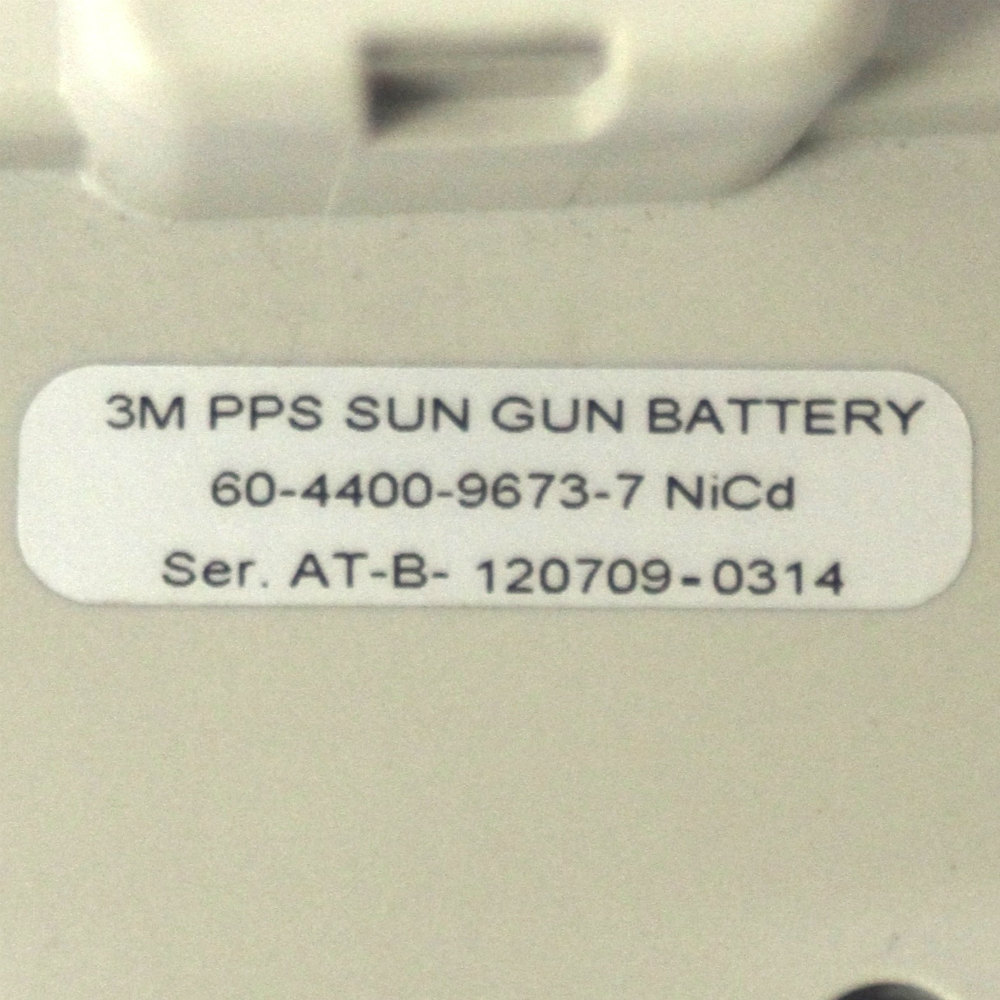 3M PPS SUN GUN BATTERY
60-4400-9673-7 NiCd
Ser. AT-B- 120709-0314